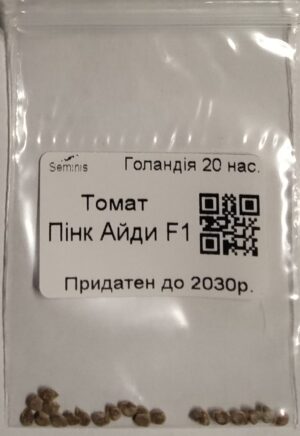 Seminis
Голандія 20 нас.
Томат
Пінк Айди F1
Придатен до 2030р.